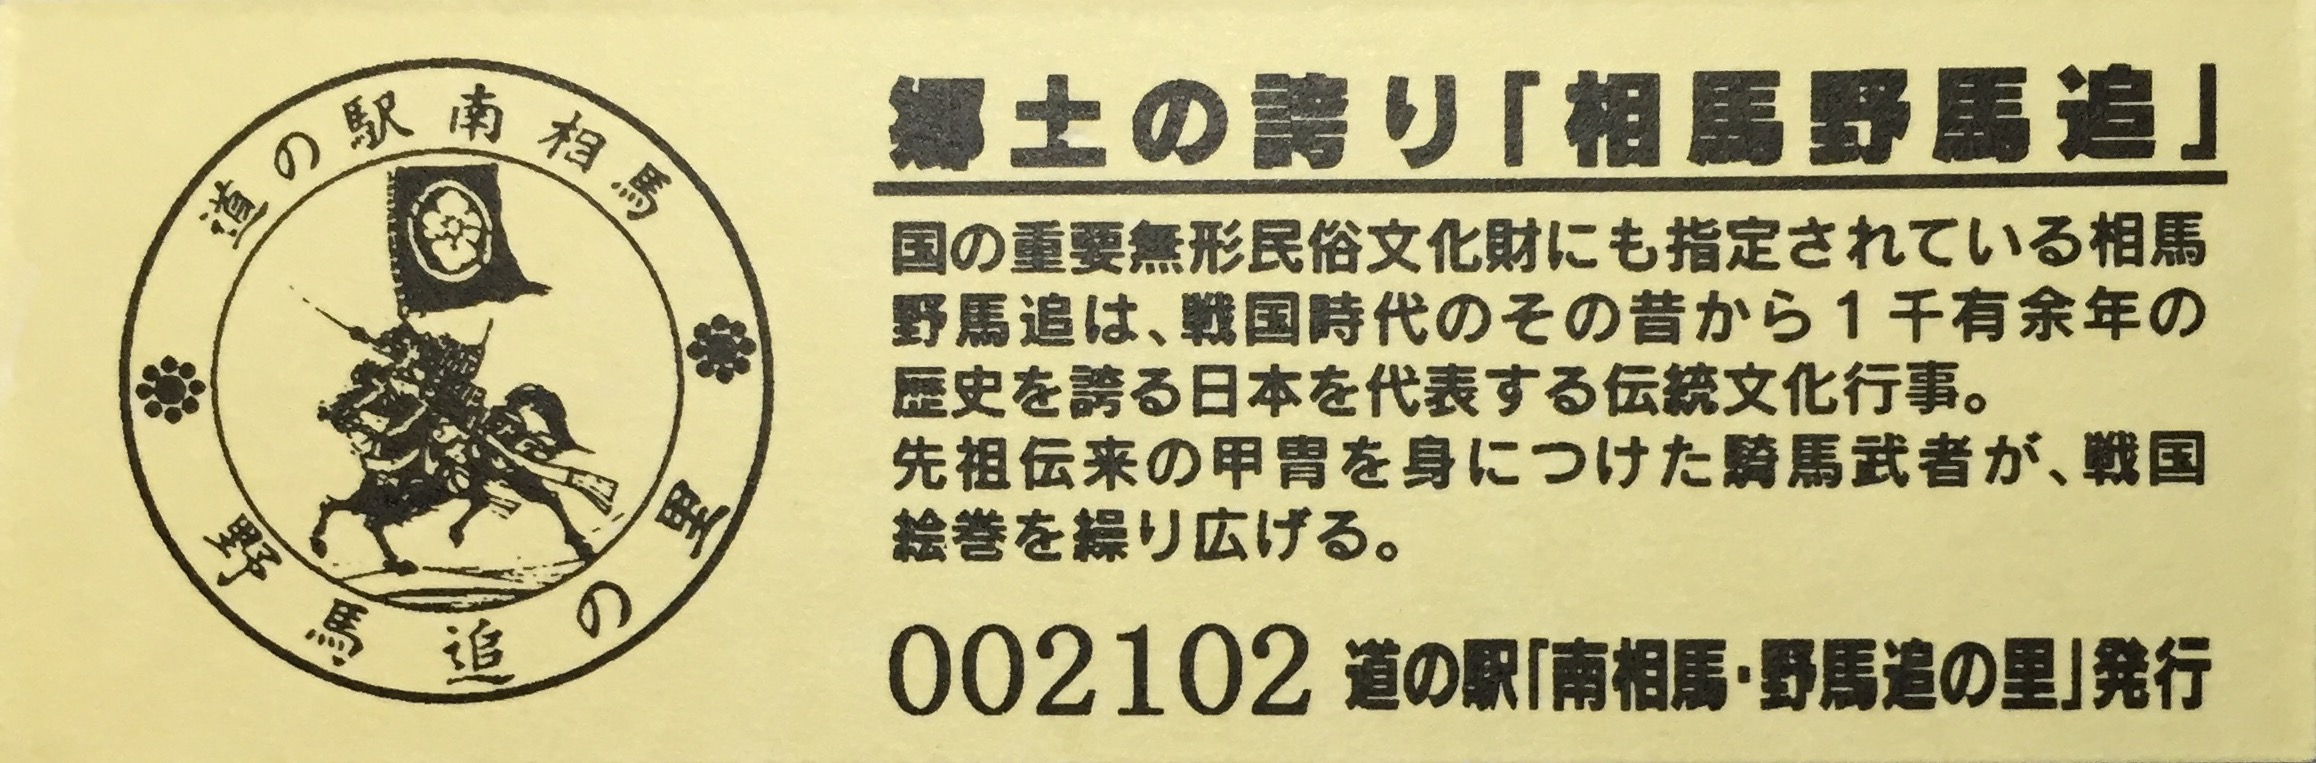 道の駅南相馬
野馬追の里
郷土の誇り「相馬野馬追」
国の重要無形民俗文化財にも指定されている相馬
野馬追は、戦国時代のその昔から1千有余年の
歴史を誇る日本を代表する伝統文化行事。
先祖伝来の甲冑を身につけた騎馬武者が、戦国
絵巻を繰り広げる。
002102 道の駅「南相馬・野馬追の里」発行